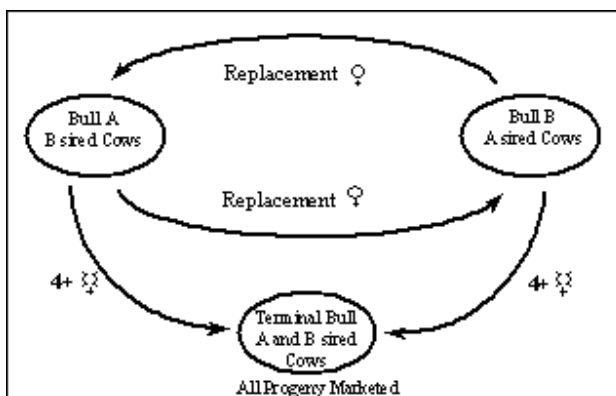 Replacement ♀
Bull A
B sired Cows
Bull B
A sired Cows
Replacement ♀
4+ ♀
4+ ♀
Terminal Bull
A and B sired
Cows
All Progeny Marketed